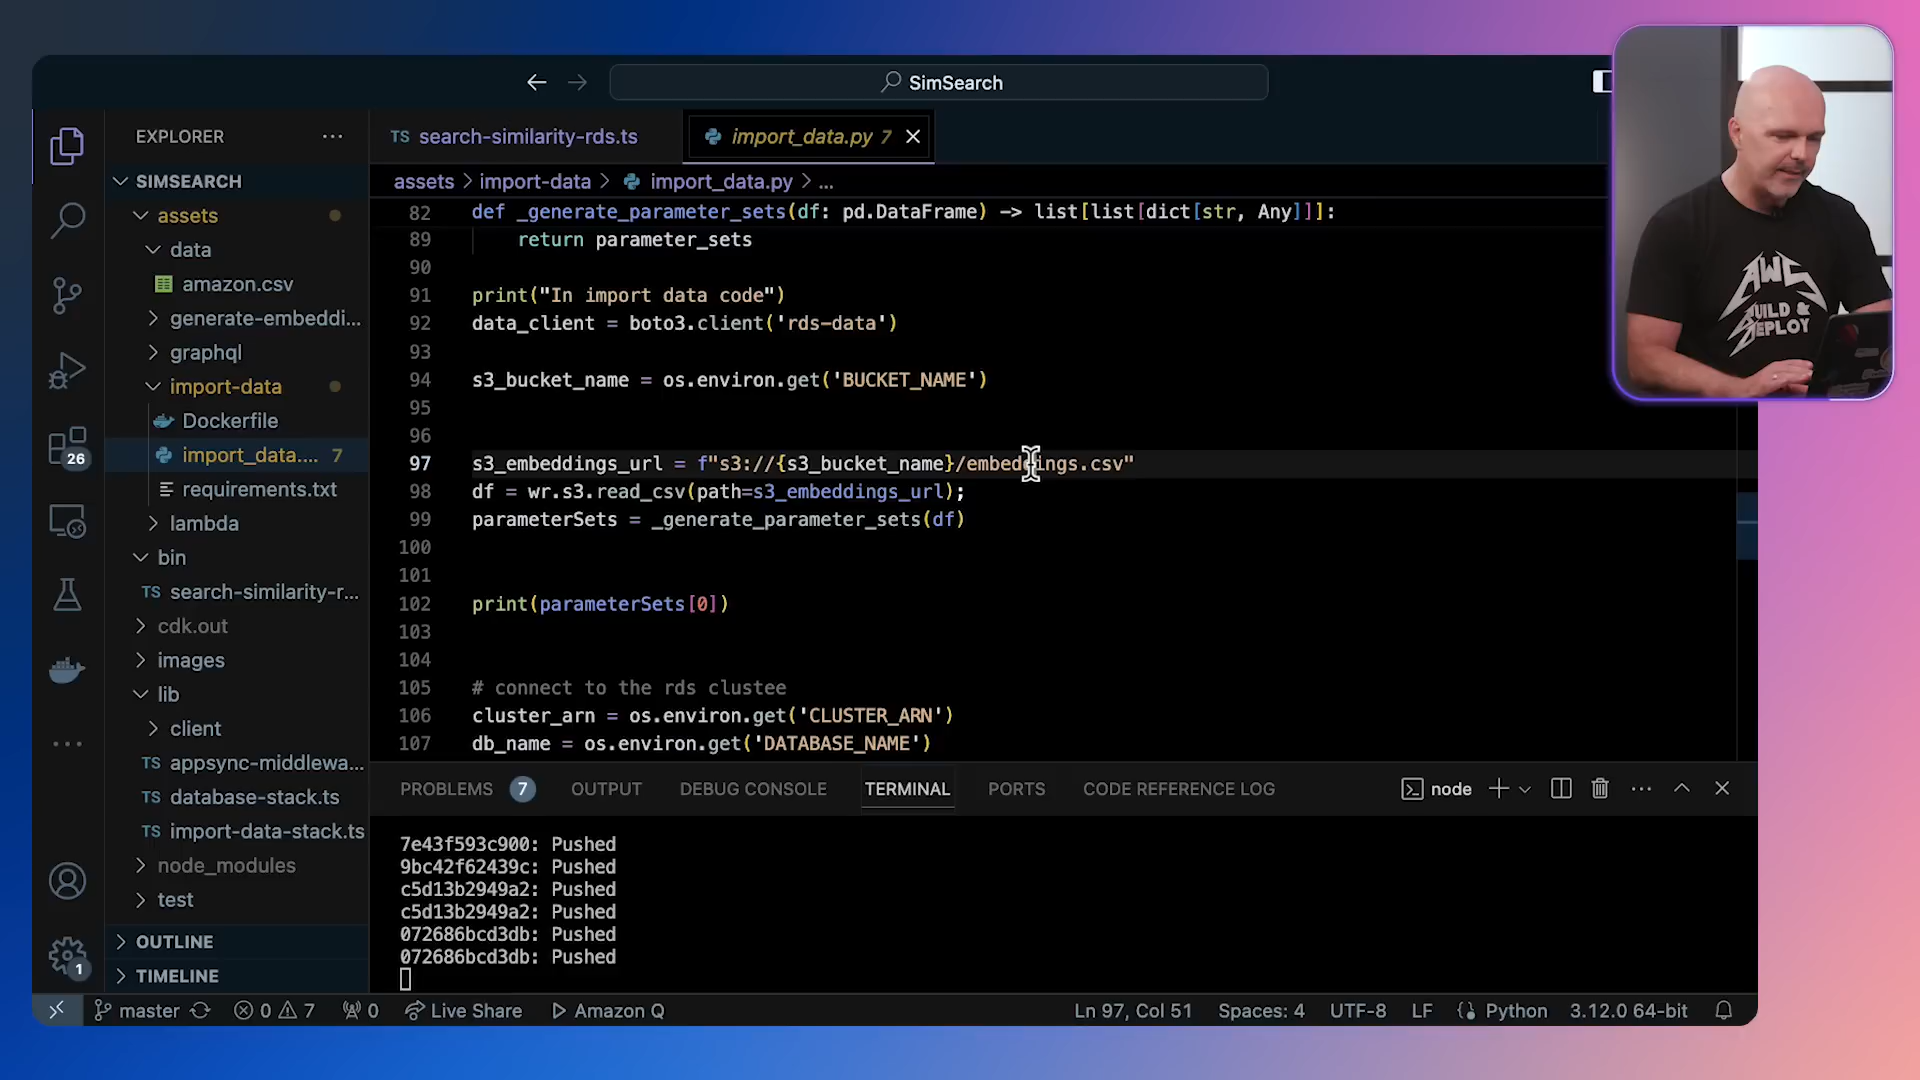 SimSearch
EXPLORER ···
TS search-similarity-rds.ts
import_data.py 7
SIMSEARCH
assets > import-data > import_data.py > ...
assets
data
amazon.csv
generate-embeddi...
graphql
import-data
Dockerfile
import_data.... 7
requirements.txt
lambda
bin
TS search-similarity-r...
cdk.out
images
lib
client
TS appsync-middlewa...
TS database-stack.ts
TS import-data-stack.ts
node_modules
test
OUTLINE
TIMELINE
26
1
82 def _generate_parameter_sets(df: pd.DataFrame) -> list[list[dict[str, Any]]]:
89 return parameter_sets
90
91 print("In import data code")
92 data_client = boto3.client('rds-data')
93
94 s3_bucket_name = os.environ.get('BUCKET_NAME')
95
96
97 s3_embeddings_url = f"s3://{s3_bucket_name}/embeddings.csv"
98 df = wr.s3.read_csv(path=s3_embeddings_url);
99 parameterSets = _generate_parameter_sets(df)
100
101
102 print(parameterSets[0])
103
104
105 # connect to the rds clustee
106 cluster_arn = os.environ.get('CLUSTER_ARN')
107 db_name = os.environ.get('DATABASE_NAME')
PROBLEMS 7 OUTPUT DEBUG CONSOLE TERMINAL PORTS CODE REFERENCE LOG node
7e43f593c900: Pushed
9bc42f62439c: Pushed
c5d13b2949a2: Pushed
c5d13b2949a2: Pushed
072686bcd3db: Pushed
072686bcd3db: Pushed
master 0 7 0 Live Share Amazon Q Ln 97, Col 51 Spaces: 4 UTF-8 LF Python 3.12.0 64-bit
AWS
BUILD &
DEPLOY